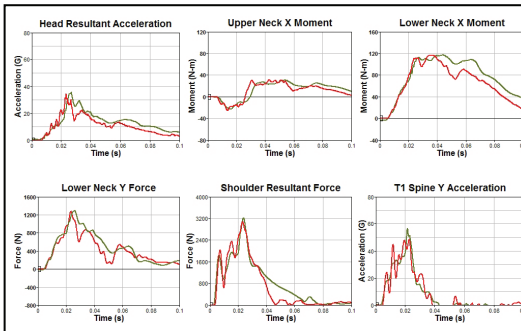 Head Resultant Acceleration
Acceleration (G)
80
60
40
20
0
0 0.02 0.04 0.06 0.08 0.1
Time (s)
Upper Neck X Moment
Moment (N-m)
120
80
40
-40
0.02 0.04 0.06 0.08 0.1
Time (s)
Lower Neck X Moment
Moment (N-m)
160
120
80
40
0
-40
0 0.02 0.04 0.06 0.08 0.1
Time (s)
Lower Neck Y Force
Force (N)
1600
1200
800
400
-400
-800
0 0.02 0.04 0.06 0.08 0.1
Time (s)
Shoulder Resultant Force
Force (N)
4000
3200
2400
1600
800
0
0 0.02 0.04 0.06 0.08 0.1
Time (s)
T1 Spine Y Acceleration
Acceleration (G)
80
60
40
20
0
0 0.02 0.04 0.06 0.08 0.1
Time (s)